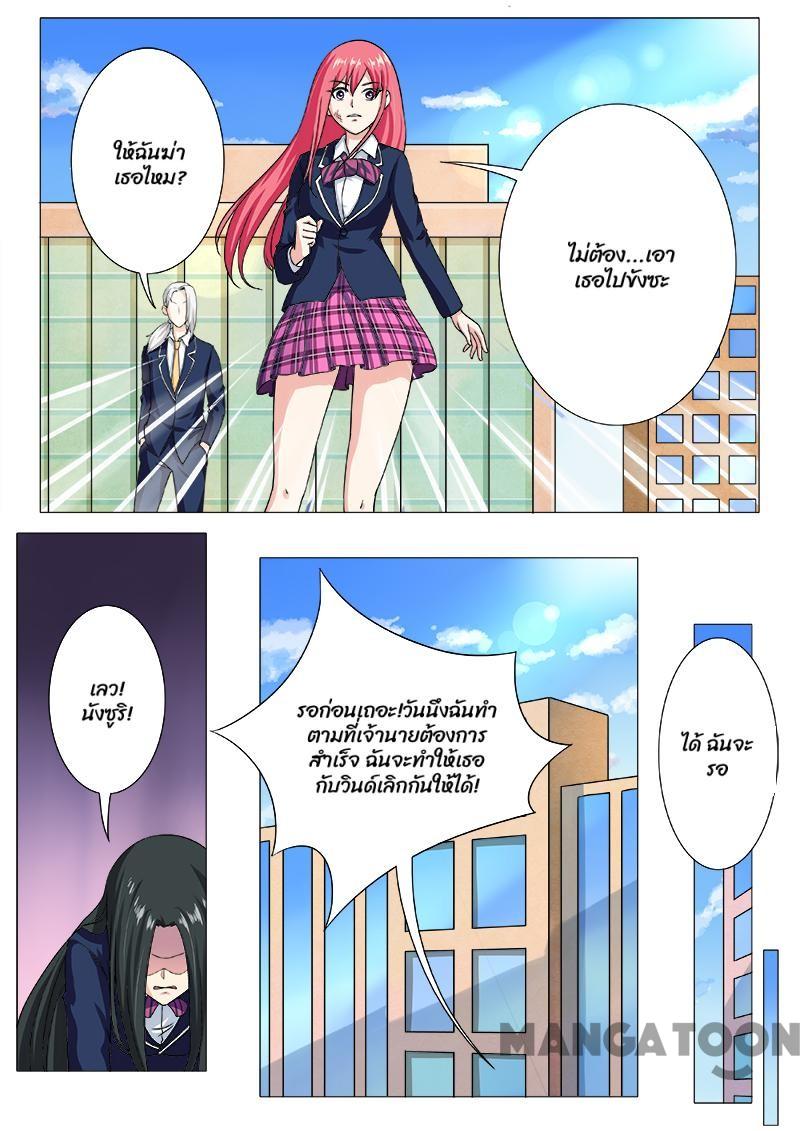 ให้ฉันฆ่า
เธอไหม?
ไม่ต้อง...เอา
เธอไปขังซะ
เลว!
นังซูริ!
รอก่อนเถอะ!วันนึงฉันทำ
ตามที่เจ้านายต้องการ
สำเร็จ ฉันจะทำให้เธอ
กับวินด์เลิกกันให้ได้!
ได้ ฉันจะ
รอ
MANGATOON